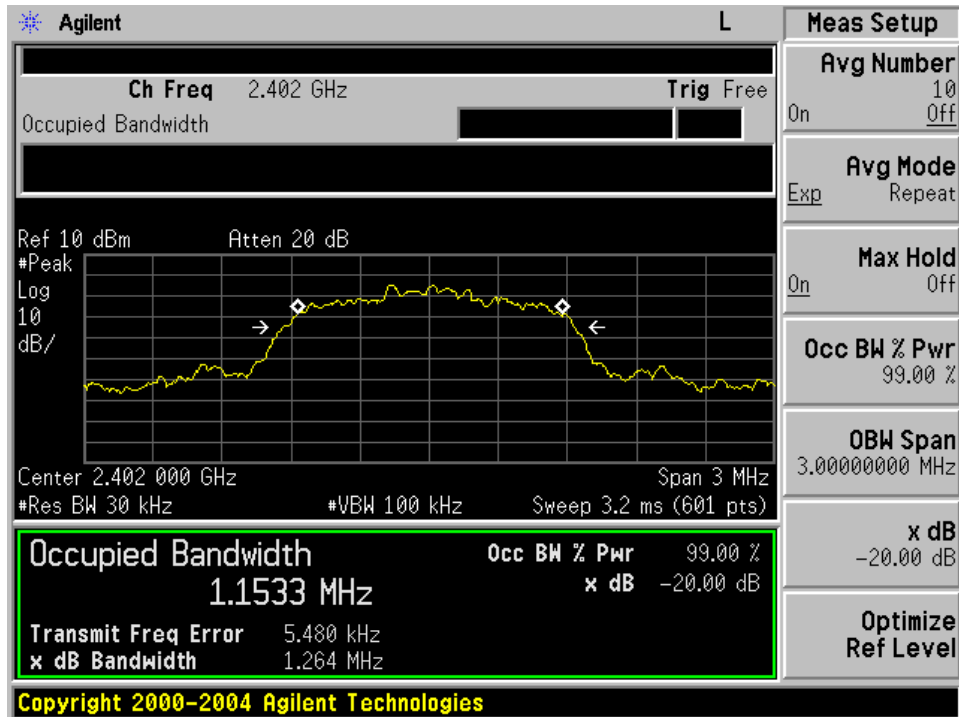 Agilent L
Ch Freq 2.402 GHz Trig Free
Occupied Bandwidth
Ref 10 dBm Atten 20 dB
#Peak
Log
10
dB/
Center 2.402 000 GHz Span 3 MHz
#Res BW 30 kHz #VBW 100 kHz Sweep 3.2 ms (601 pts)
Occupied Bandwidth Occ BW % Pwr 99.00 %
1.1533 MHz x dB -20.00 dB
Transmit Freq Error 5.480 kHz
x dB Bandwidth 1.264 MHz
Copyright 2000-2004 Agilent Technologies
Meas Setup
Avg Number
10
On Off
Avg Mode
Exp Repeat
Max Hold
On Off
Occ BW % Pwr
99.00 %
OBW Span
3.00000000 MHz
x dB
-20.00 dB
Optimize
Ref Level